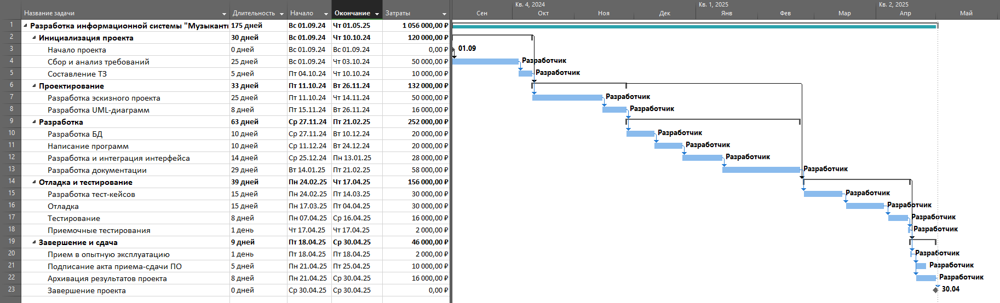 Кв. 4, 2024 Кв. 1, 2025 Кв. 2, 2025
Название задачи Длительность Начало Окончание Затраты Сен Окт Ноя Дек Янв Фев Мар Апр Май
1 Разработка информационной системы "Музыкант 175 дней Вс 01.09.24 Чт 01.05.25 1 056 000,00 ₽
2 Инициализация проекта 30 дней Вс 01.09.24 Чт 10.10.24 120 000,00 ₽
3 Начало проекта 0 дней Вс 01.09.24 Вс 01.09.24 0,00 ₽ 01.09
4 Сбор и анализ требований 25 дней Вс 01.09.24 Чт 03.10.24 50 000,00 ₽ Разработчик
5 Составление ТЗ 5 дней Пт 04.10.24 Чт 10.10.24 10 000,00 ₽ Разработчик
6 Проектирование 33 дней Пт 11.10.24 Вт 26.11.24 132 000,00 ₽
7 Разработка эскизного проекта 25 дней Пт 11.10.24 Чт 14.11.24 50 000,00 ₽ Разработчик
8 Разработка UML-диаграмм 8 дней Пт 15.11.24 Вт 26.11.24 16 000,00 ₽ Разработчик
9 Разработка 63 дней Ср 27.11.24 Пт 21.02.25 252 000,00 ₽
10 Разработка БД 10 дней Ср 27.11.24 Вт 10.12.24 20 000,00 ₽ Разработчик
11 Написание программ 10 дней Ср 11.12.24 Вт 24.12.24 20 000,00 ₽ Разработчик
12 Разработка и интеграция интерфейса 14 дней Ср 25.12.24 Пн 13.01.25 28 000,00 ₽ Разработчик
13 Разработка документации 29 дней Вт 14.01.25 Пт 21.02.25 58 000,00 ₽ Разработчик
14 Отладка и тестирование 39 дней Пн 24.02.25 Чт 17.04.25 156 000,00 ₽
15 Разработка тест-кейсов 15 дней Пн 24.02.25 Пт 14.03.25 30 000,00 ₽ Разработчик
16 Отладка 15 дней Пн 17.03.25 Пт 04.04.25 30 000,00 ₽ Разработчик
17 Тестирование 8 дней Пн 07.04.25 Ср 16.04.25 16 000,00 ₽ Разработчик
18 Приемочные тестирования 1 день Чт 17.04.25 Чт 17.04.25 2 000,00 ₽ Разработчик
19 Завершение и сдача 9 дней Пт 18.04.25 Ср 30.04.25 46 000,00 ₽
20 Прием в опытную эксплуатацию 1 день Пт 18.04.25 Пт 18.04.25 2 000,00 ₽ Разработчик
21 Подписание акта приема-сдачи ПО 5 дней Пн 21.04.25 Пт 25.04.25 10 000,00 ₽ Разработчик
22 Архивация результатов проекта 8 дней Пн 21.04.25 Ср 30.04.25 16 000,00 ₽ Разработчик
23 Завершение проекта 0 дней Ср 30.04.25 Ср 30.04.25 0,00 ₽ 30.04